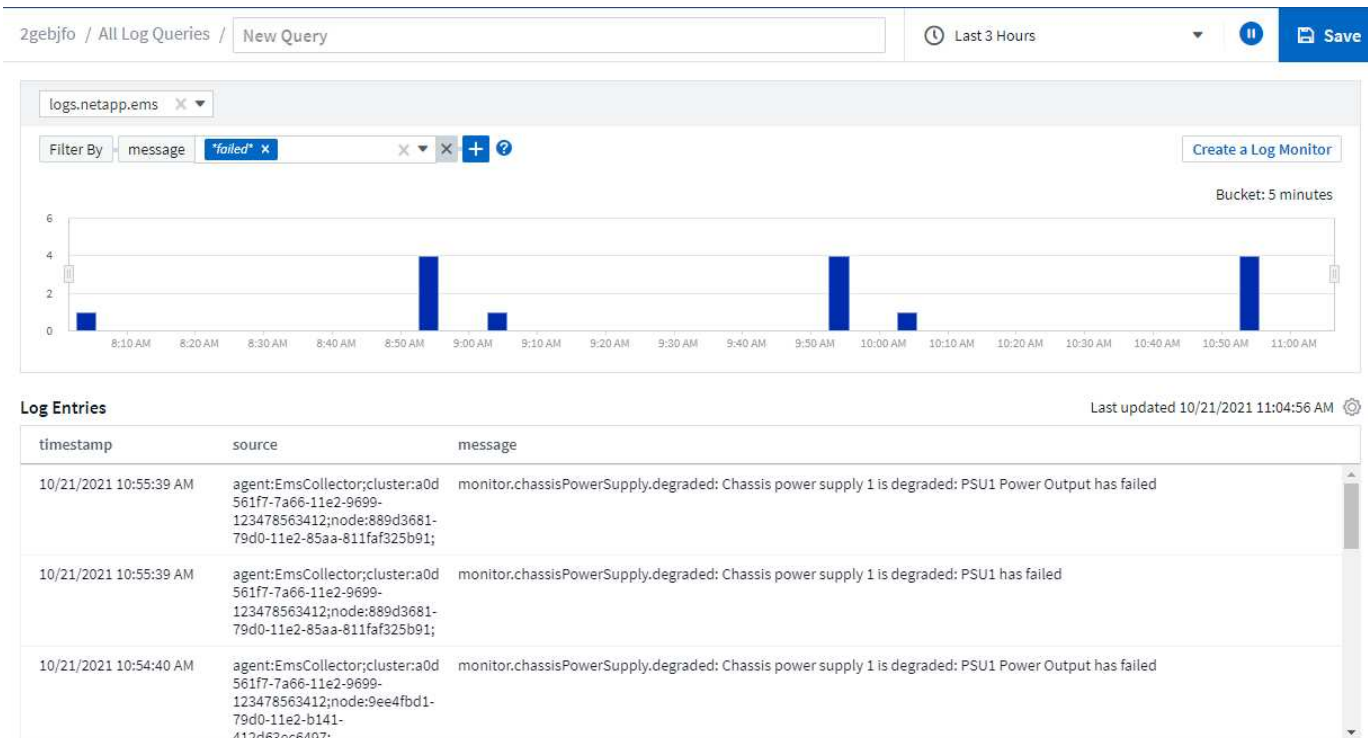 2gebjfo / All Log Queries / New Query Last 3 Hours Save
logs.netapp.ems
Filter By message *failed* Create a Log Monitor
Bucket: 5 minutes
6
4
2
0
8:10 AM 8:20 AM 8:30 AM 8:40 AM 8:50 AM 9:00 AM 9:10 AM 9:20 AM 9:30 AM 9:40 AM 9:50 AM 10:00 AM 10:10 AM 10:20 AM 10:30 AM 10:40 AM 10:50 AM 11:00 AM
Log Entries Last updated 10/21/2021 11:04:56 AM
timestamp source message
10/21/2021 10:55:39 AM agent:EmsCollector;cluster:a0d monitor.chassisPowerSupply.degraded: Chassis power supply 1 is degraded: PSU1 Power Output has failed
561f7-7a66-11e2-9699-
123478563412;node:889d3681-
79d0-11e2-85aa-811faf325b91;
10/21/2021 10:55:39 AM agent:EmsCollector;cluster:a0d monitor.chassisPowerSupply.degraded: Chassis power supply 1 is degraded: PSU1 has failed
561f7-7a66-11e2-9699-
123478563412;node:889d3681-
79d0-11e2-85aa-811faf325b91;
10/21/2021 10:54:40 AM agent:EmsCollector;cluster:a0d monitor.chassisPowerSupply.degraded: Chassis power supply 1 is degraded: PSU1 Power Output has failed
561f7-7a66-11e2-9699-
123478563412;node:9ee4fbd1-
79d0-11e2-b141-
412d63ec6497;